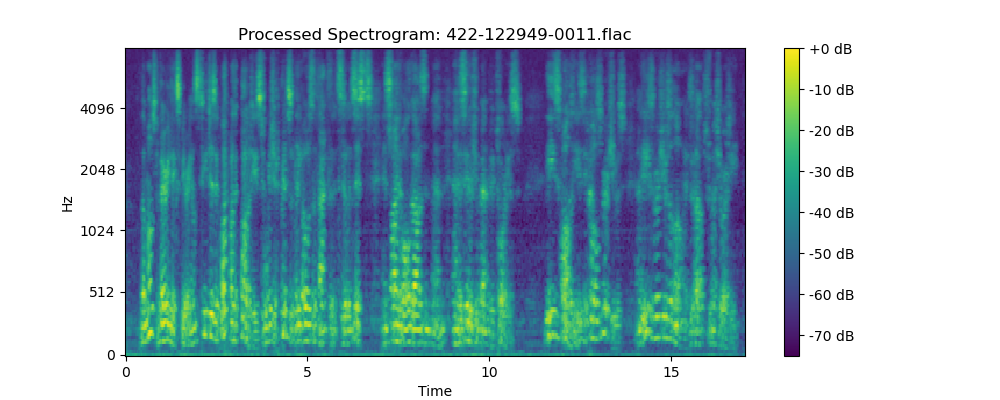 Processed Spectrogram: 422-122949-0011.flac
+0 dB
4096
-10 dB
-20 dB
2048
-30 dB
Hz
1024
-40 dB
-50 dB
512
-60 dB
-70 dB
0
0 5 10 15
Time